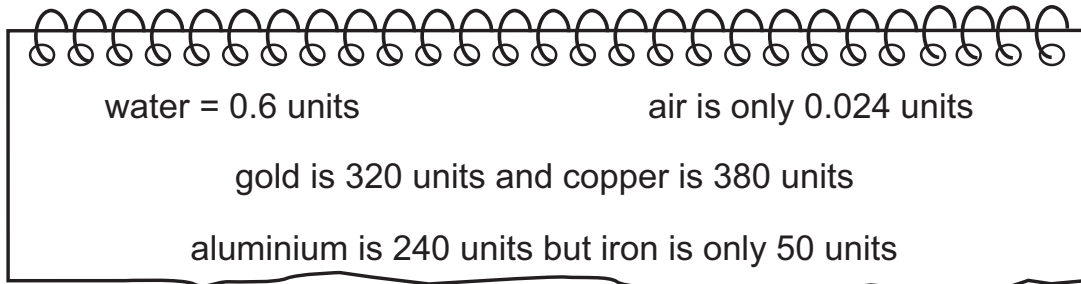 water = 0.6 units air is only 0.024 units
gold is 320 units and copper is 380 units
aluminium is 240 units but iron is only 50 units